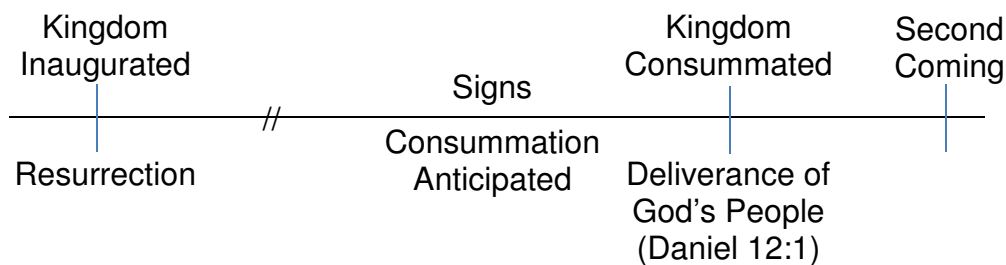 Kingdom
Inaugurated
Signs
Kingdom
Consummated
Second
Coming
//
Resurrection
Consummation
Anticipated
Deliverance of
God's People
(Daniel 12:1)